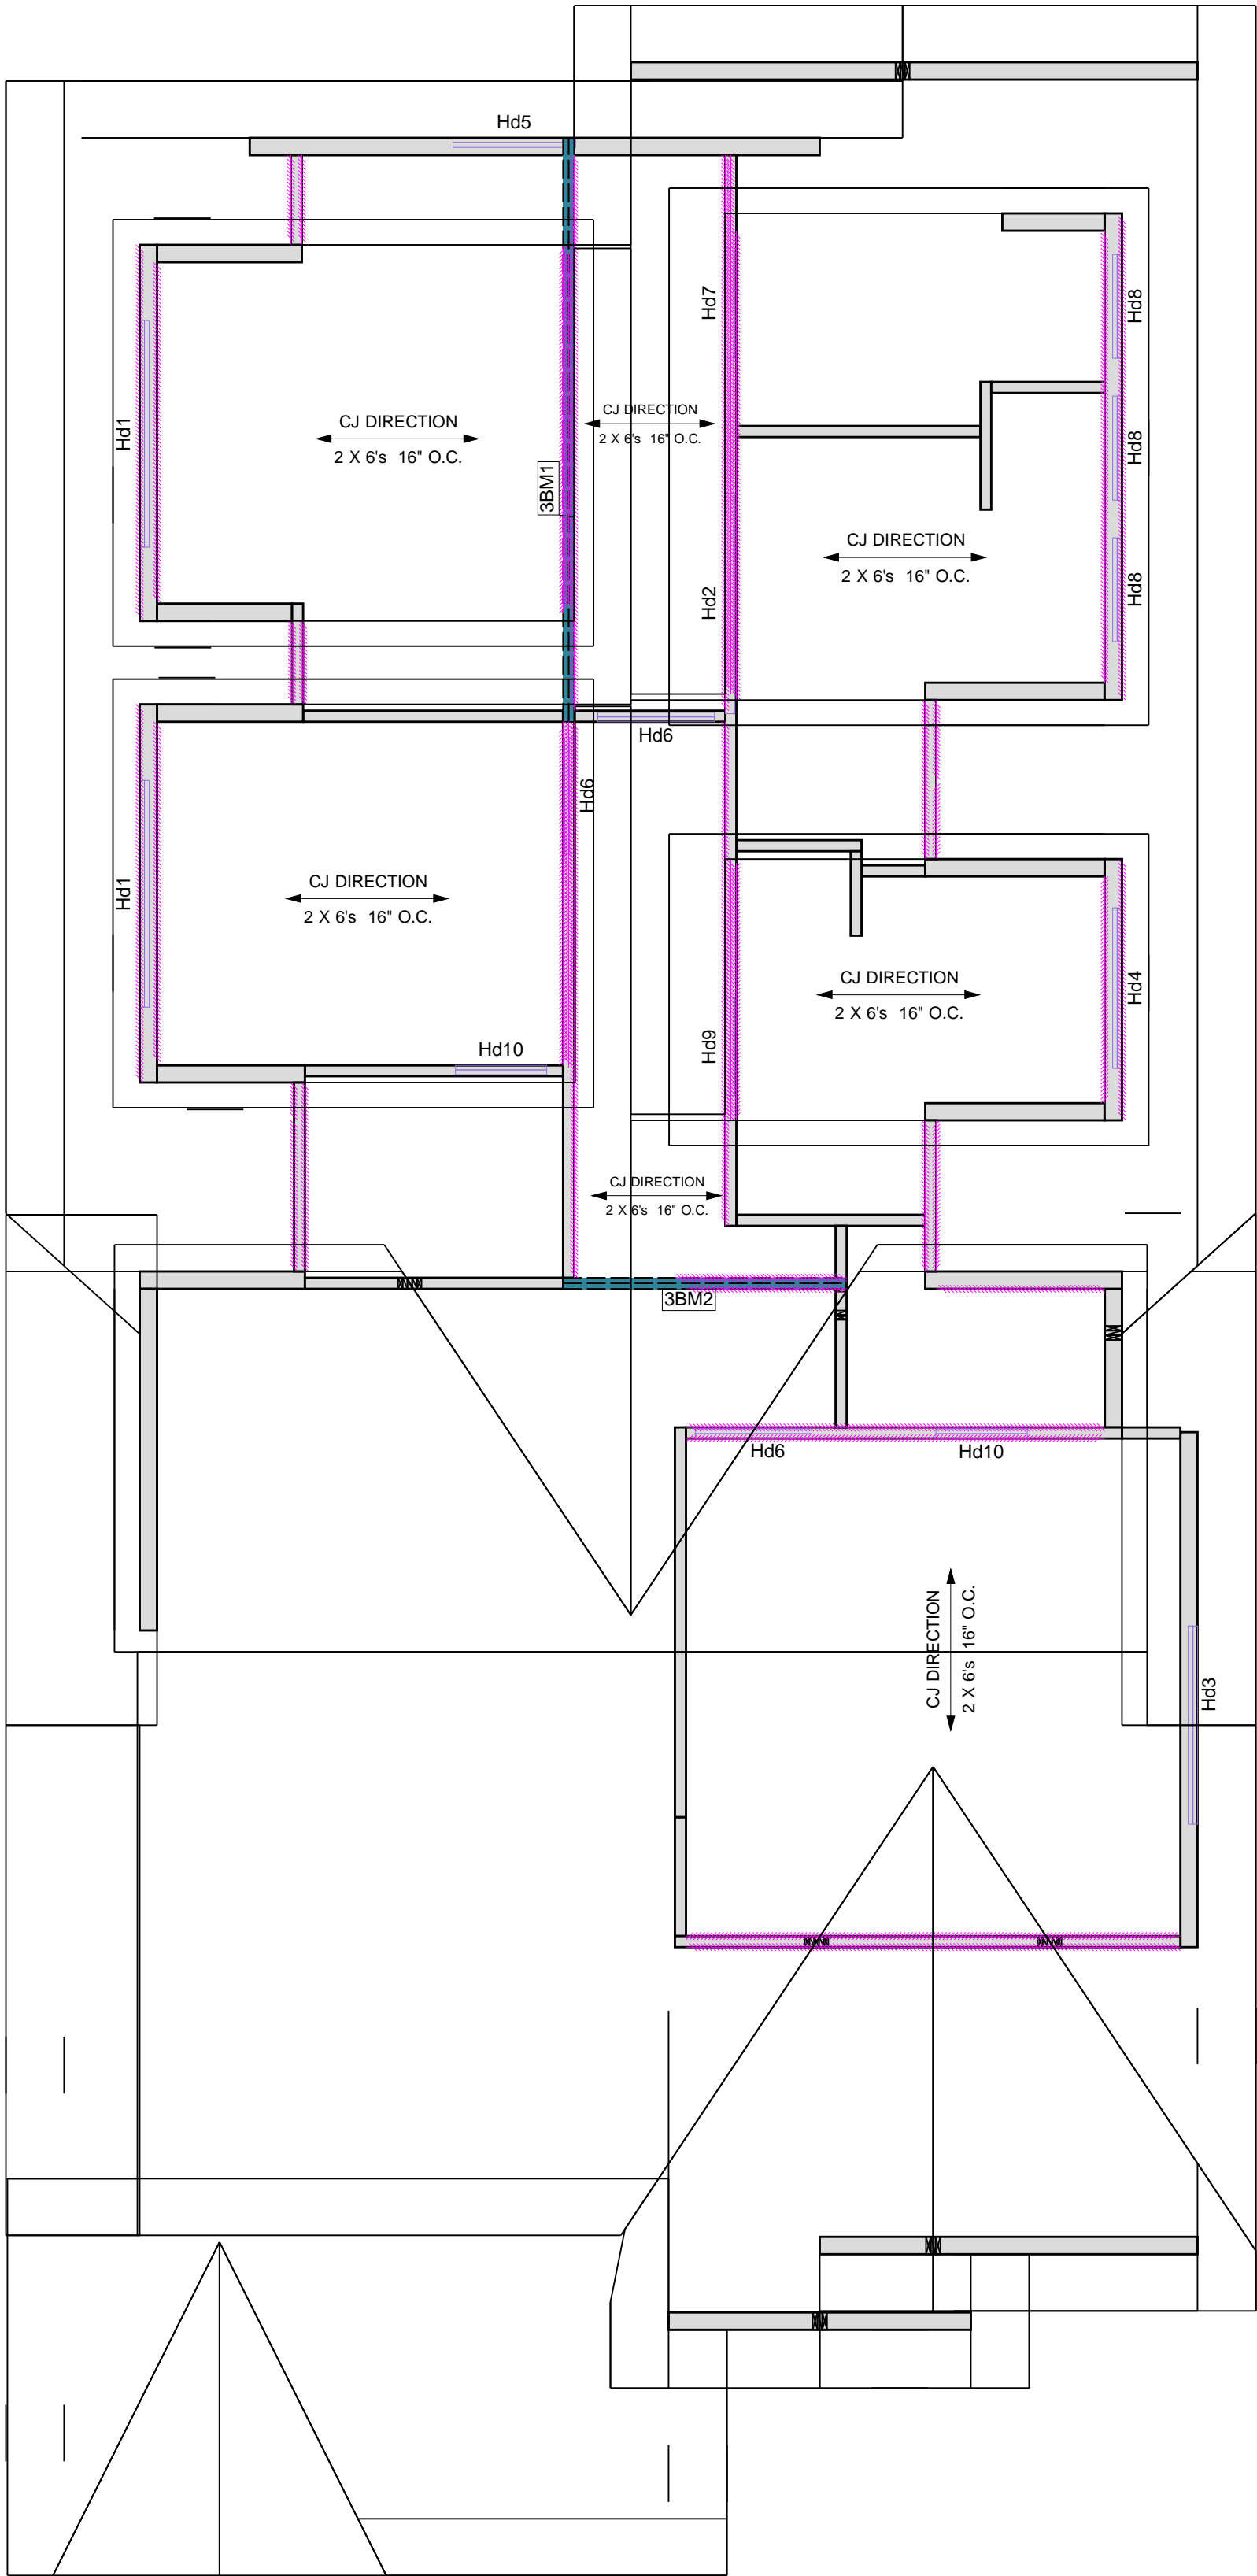 Hd5
Hd7
Hd8
Hd1
CJ DIRECTION
2 X 6's 16" O.C.
CJ DIRECTION
2 X 6's 16" O.C.
Hd8
3BM1
CJ DIRECTION
2 X 6's 16" O.C.
Hd2
Hd8
Hd6
Hd6
Hd1
CJ DIRECTION
2 X 6's 16" O.C.
CJ DIRECTION
2 X 6's 16" O.C.
Hd4
Hd10
Hd9
CJ DIRECTION
2 X 6's 16" O.C.
3BM2
Hd6
Hd10
CJ DIRECTION
2 X 6's 16" O.C.
Hd3